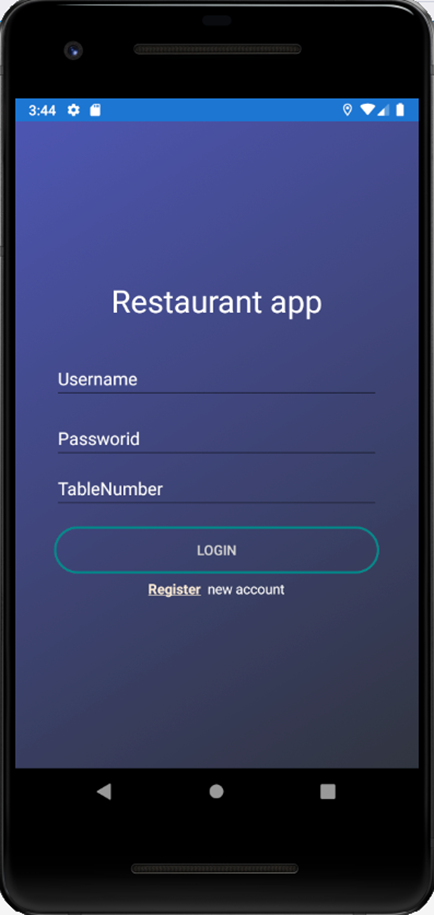 3:44
Restaurant app
Username
Passworid
TableNumber
LOGIN
Register new account